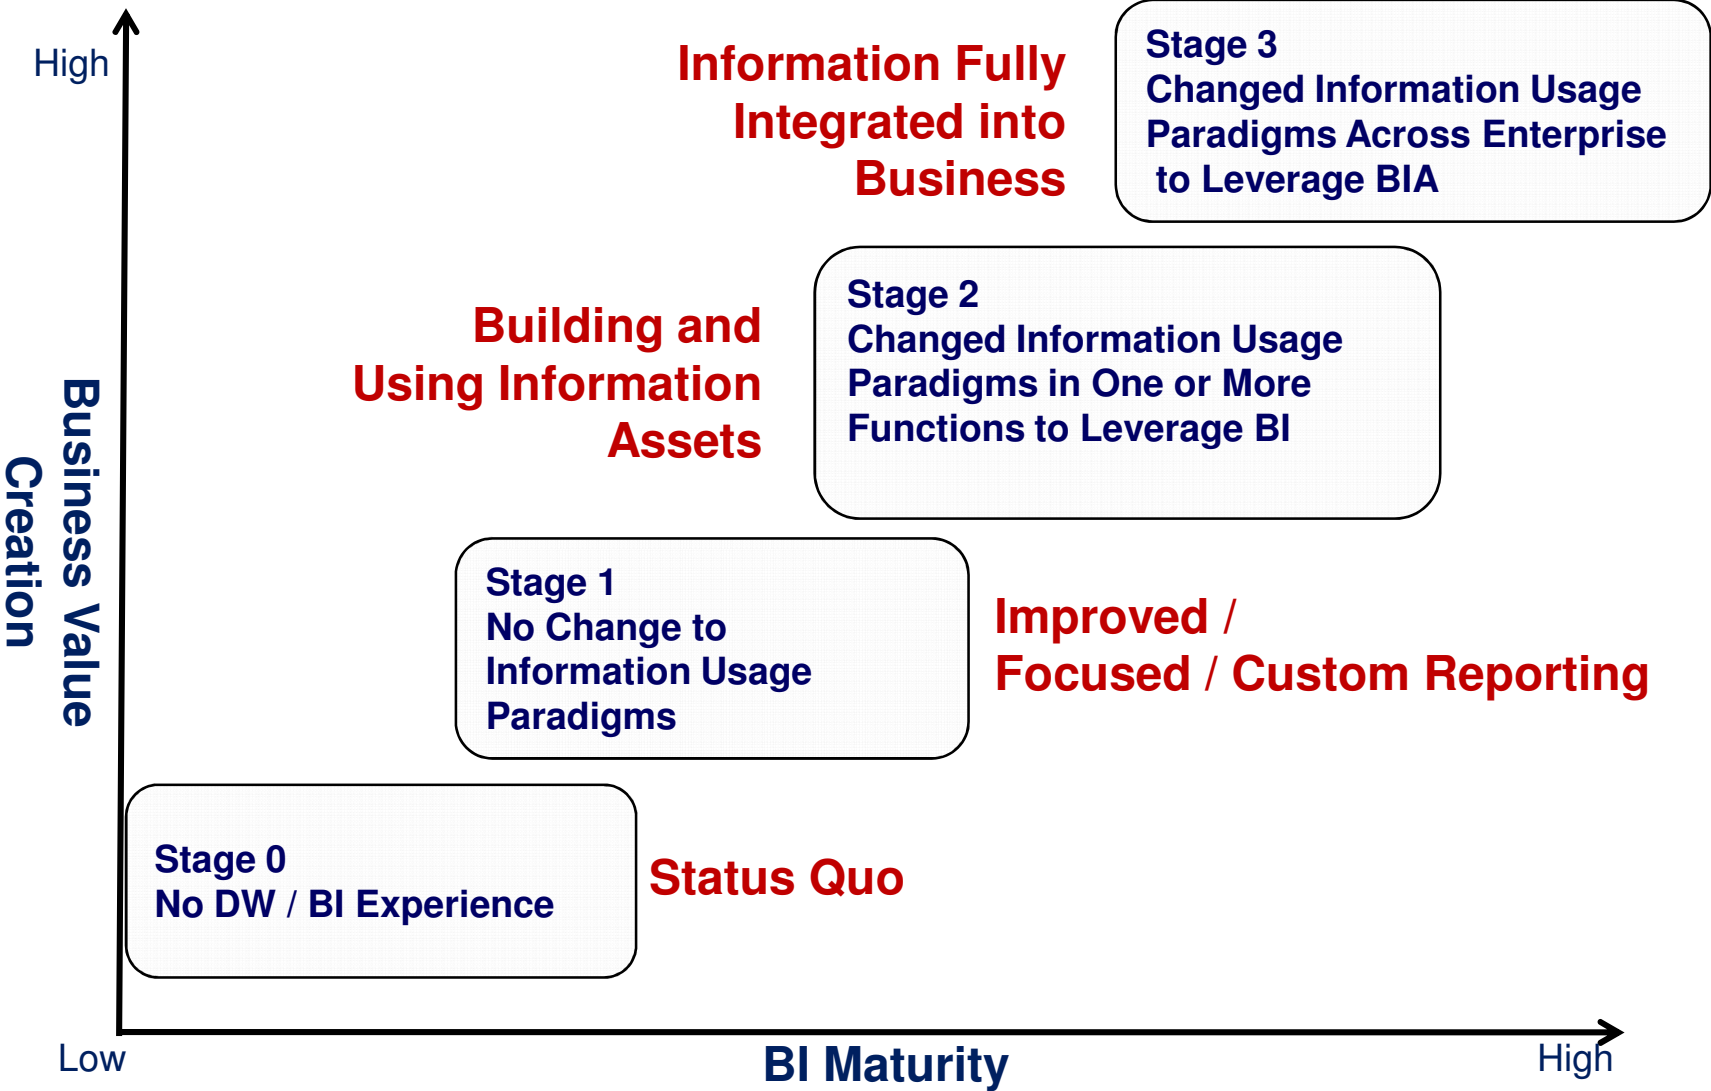 High
Information Fully
Integrated into
Business
Stage 3
Changed Information Usage
Paradigms Across Enterprise
to Leverage BIA
Building and
Using Information
Assets
Stage 2
Changed Information Usage
Paradigms in One or More
Functions to Leverage BI
Business Value
Creation
Stage 1
No Change to
Information Usage
Paradigms
Improved /
Focused / Custom Reporting
Stage 0
No DW / BI Experience
Status Quo
Low
BI Maturity
High